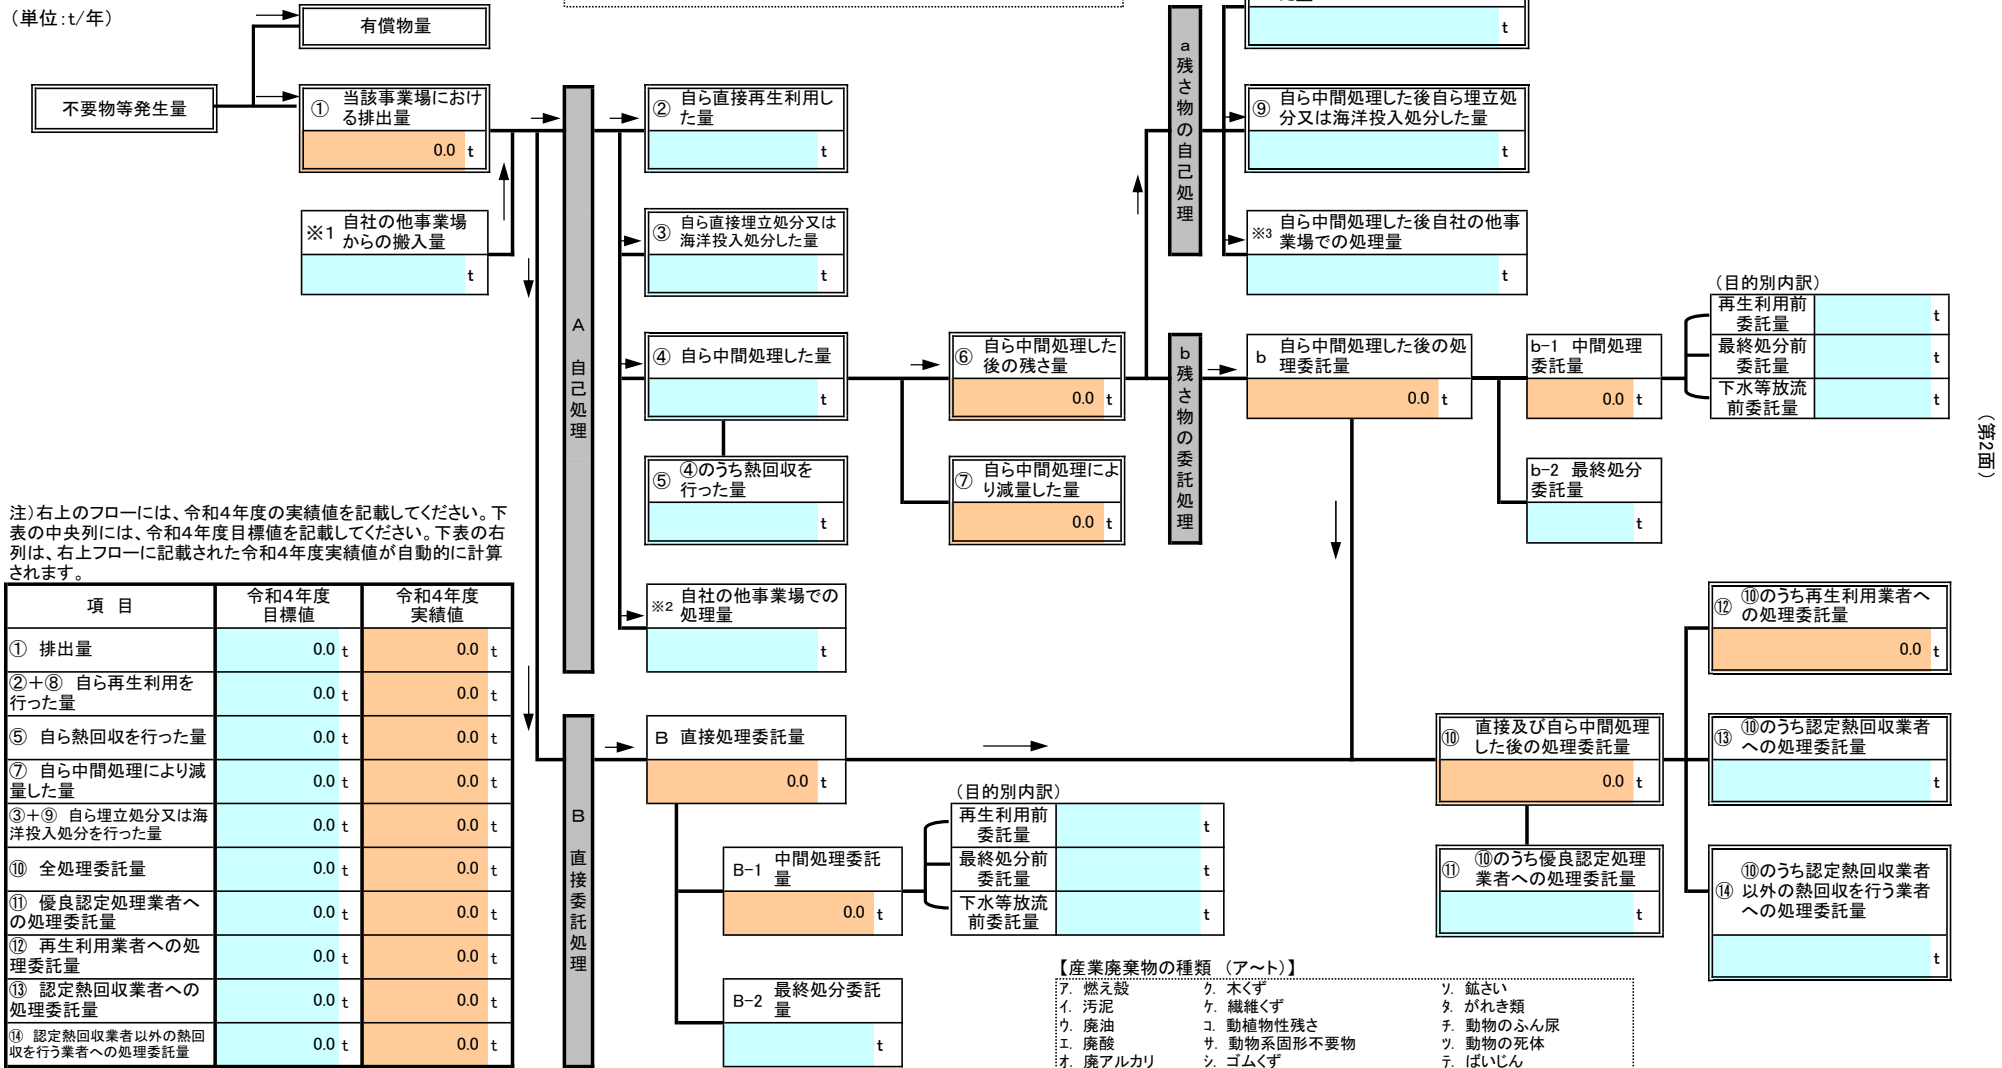 (単位:t/年)
有償物量
不要物等発生量
① 当該事業場におけ
る排出量
0.0 t
※1 自社の他事業場
からの搬入量
t
A 自己処理
② 自ら直接再生利用し
た量
t
③ 自ら直接埋立処分又は
海洋投入処分した量
t
④ 自ら中間処理した量
t
⑤ ④のうち熱回収を
行った量
t
※2 自社の他事業場での
処理量
t
⑥ 自ら中間処理した
後の残さ量
0.0 t
⑦ 自ら中間処理によ
り減量した量
0.0 t
a 残さ物の自己処理
t
⑨ 自ら中間処理した後自ら埋立処
分又は海洋投入処分した量
t
※3 自ら中間処理した後自社の他事
業場での処理量
t
b 残さ物の委託処理
b 自ら中間処理した後の処
理委託量
0.0 t
b-1 中間処理
委託量
0.0 t
b-2 最終処分
委託量
t
(目的別内訳)
再生利用前
委託量
t
最終処分前
委託量
t
下水等放流
前委託量
t
(第2面)
注)右上のフローには、令和4年度の実績値を記載してください。下
表の中央列には、令和4年度目標値を記載してください。下表の右
列は、右上フローに記載された令和4年度実績値が自動的に計算
されます。
項 目 令和4年度 目標値 令和4年度 実績値
① 排出量 0.0 t 0.0 t
②+⑧ 自ら再生利用を
行った量 0.0 t 0.0 t
⑤ 自ら熱回収を行った量 0.0 t 0.0 t
⑦ 自ら中間処理により減
量した量 0.0 t 0.0 t
③+⑨ 自ら埋立処分又は海
洋投入処分を行った量 0.0 t 0.0 t
⑩ 全処理委託量 0.0 t 0.0 t
⑪ 優良認定処理業者へ
の処理委託量 0.0 t 0.0 t
⑫ 再生利用業者への処
理委託量 0.0 t 0.0 t
⑬ 認定熱回収業者への
処理委託量 0.0 t 0.0 t
⑭ 認定熱回収業者以外の熱回
収を行う業者への処理委託量 0.0 t 0.0 t
B 直接委託処理
B 直接処理委託量
0.0 t
B-1 中間処理委託
量
0.0 t
B-2 最終処分委託
量
t
(目的別内訳)
再生利用前
委託量
t
最終処分前
委託量
t
下水等放流
前委託量
t
⑩ 直接及び自ら中間処理
した後の処理委託量
0.0 t
⑪ ⑩のうち優良認定処理
業者への処理委託量
t
⑫ ⑩のうち再生利用業者へ
の処理委託量
0.0 t
⑬ ⑩のうち認定熱回収業者
への処理委託量
t
⑭ ⑩のうち認定熱回収業者
以外の熱回収を行う業者
への処理委託量
t
【産業廃棄物の種類 (ア~ト)】
ア. 燃え殻 ク. 木くず ソ. 鉱さい
イ. 汚泥 ケ. 繊維くず タ. がれき類
ウ. 廃油 コ. 動植物性残さ チ. 動物のふん尿
エ. 廃酸 サ. 動物系固形不要物 ツ. 動物の死体
オ. 廃アルカリ シ. ゴムくず テ. ばいじん